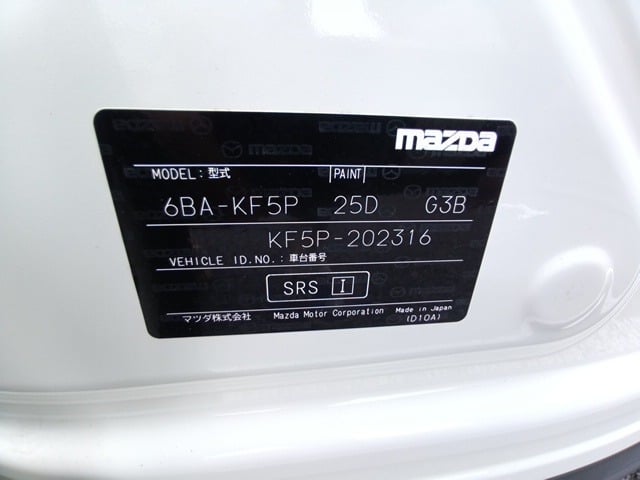 mazda
MODEL:型式 PAINT
6BA-KF5P 25D G3B
KF5P-202316
VEHICLE ID.NO.:車台番号
SRS I
マツダ株式会社 Mazda Motor Corporation Made in Japan
(D10A)